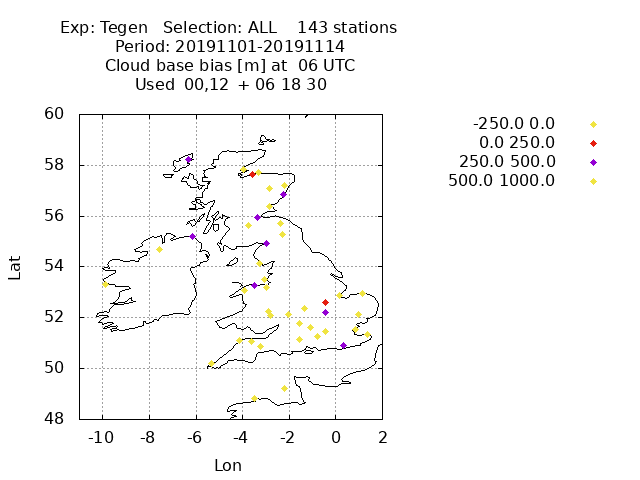 Exp: Tegen   Selection: ALL    143 stations
Period: 20191101-20191114
Cloud base bias [m] at  06 UTC
Used  00,12  + 06 18 30
-250.0 0.0
0.0 250.0
250.0 500.0
500.0 1000.0
60
58
56
54
52
50
48
Lat
-10 -8 -6 -4 -2 0 2
Lon